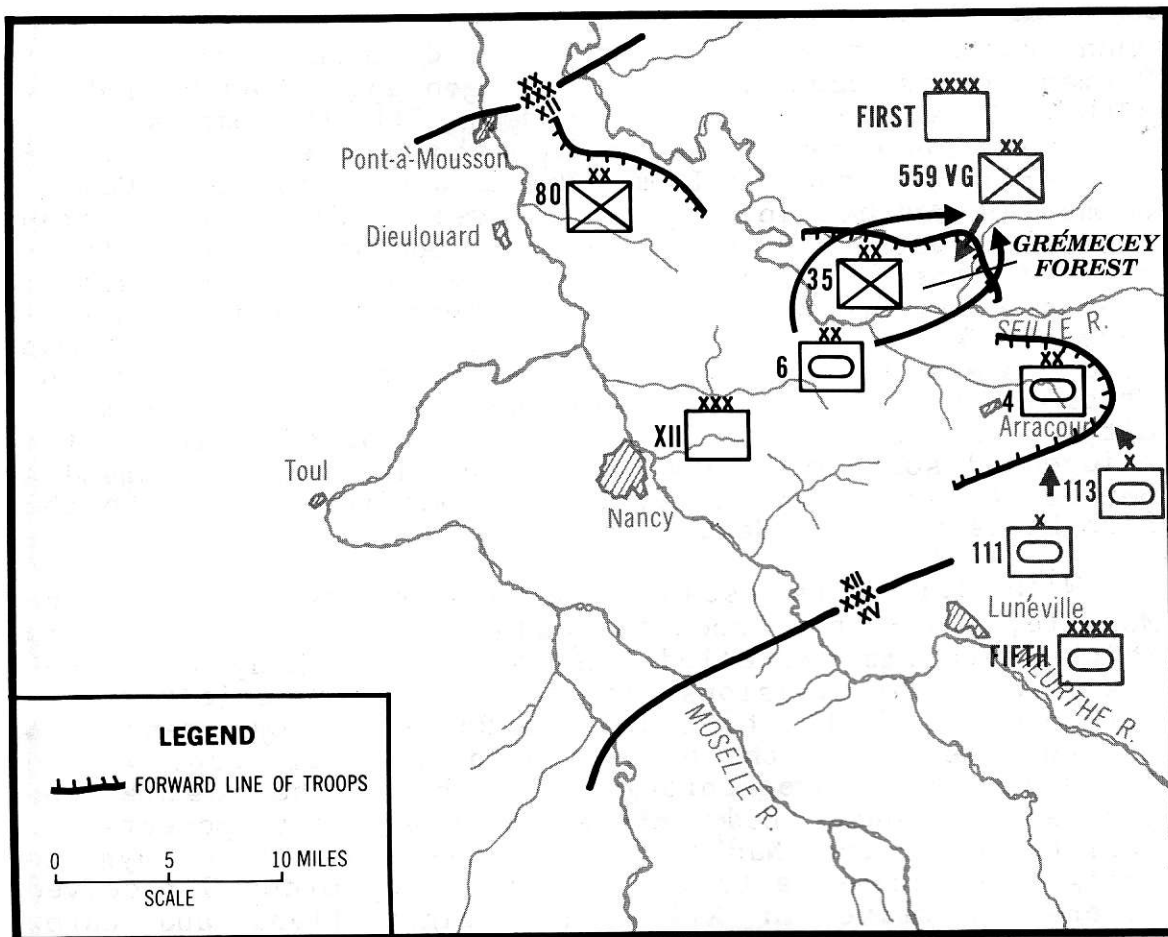 XX
XII
Pont-à-Mousson
XX
80
Dieulouard
XXXX
FIRST
XX
559 VG
GRÉMECEY
FOREST
XX
35
SEILLE R.
XX
6
XX
4
Arracourt
XXX
XII
Toul
Nancy
X
113
X
111
XII
XXX
XV
Lunéville
XXXX
FIFTH
MEURTHE R.
MOSELLE R.
LEGEND
FORWARD LINE OF TROOPS
0 5 10 MILES
SCALE